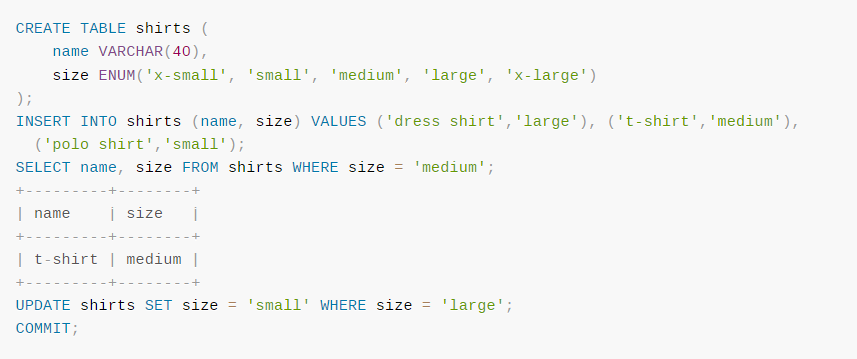 CREATE TABLE shirts (
    name VARCHAR(40),
    size ENUM('x-small', 'small', 'medium', 'large', 'x-large')
);
INSERT INTO shirts (name, size) VALUES ('dress shirt','large'), ('t-shirt','medium'),
  ('polo shirt','small');
SELECT name, size FROM shirts WHERE size = 'medium';
+---------+--------+
| name    | size   |
+---------+--------+
| t-shirt | medium |
+---------+--------+
UPDATE shirts SET size = 'small' WHERE size = 'large';
COMMIT;